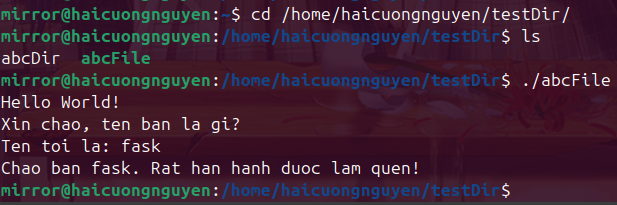 mirror@haicuongnguyen:~$ cd /home/haicuongnguyen/testDir/
mirror@haicuongnguyen:/home/haicuongnguyen/testDir$ ls
abcDir  abcFile
mirror@haicuongnguyen:/home/haicuongnguyen/testDir$ ./abcFile
Hello World!
Xin chao, ten ban la gi?
Ten toi la: fask
Chao ban fask. Rat han hanh duoc lam quen!
mirror@haicuongnguyen:/home/haicuongnguyen/testDir$